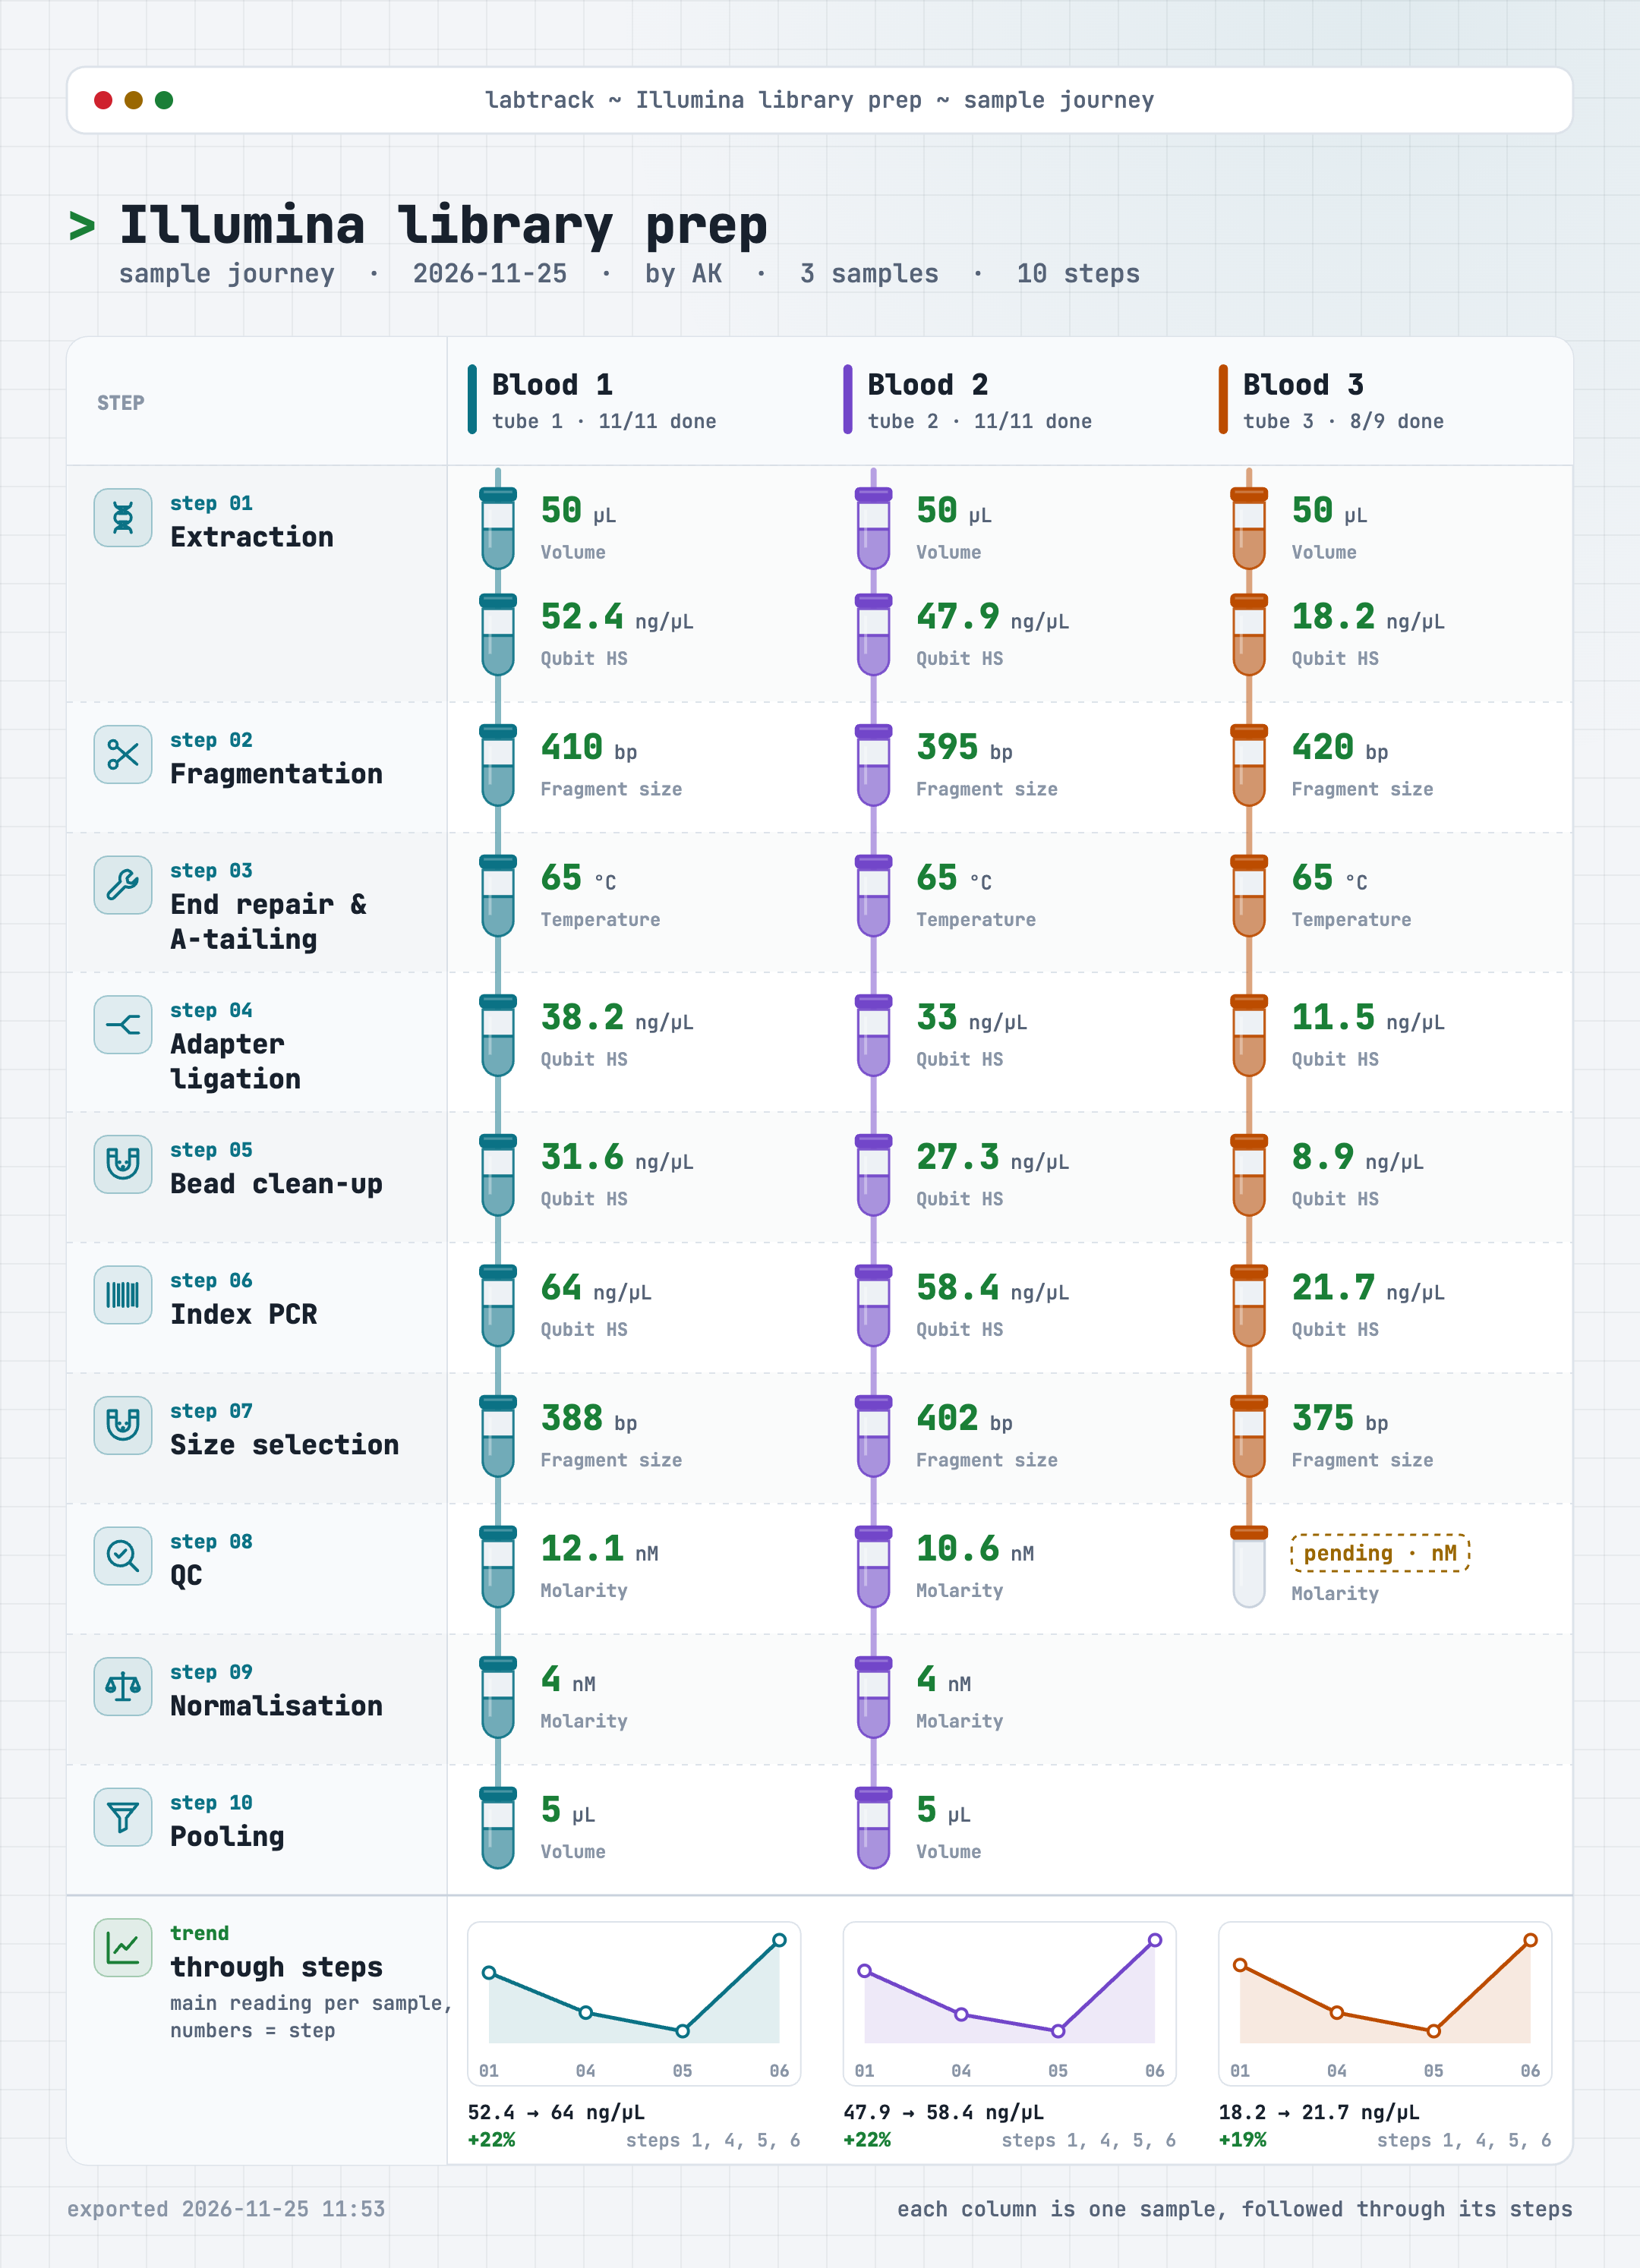 labtrack ~ Illumina library prep ~ sample journey
> Illumina library prep
sample journey · 2026-11-25 · by AK · 3 samples · 10 steps
STEP
Blood 1
tube 1 · 11/11 done
Blood 2
tube 2 · 11/11 done
Blood 3
tube 3 · 8/9 done
step 01
Extraction
50 µL
Volume
50 µL
Volume
50 µL
Volume
52.4 ng/µL
Qubit HS
47.9 ng/µL
Qubit HS
18.2 ng/µL
Qubit HS
step 02
Fragmentation
410 bp
Fragment size
395 bp
Fragment size
420 bp
Fragment size
step 03
End repair &
A-tailing
65 °C
Temperature
65 °C
Temperature
65 °C
Temperature
step 04
Adapter
ligation
38.2 ng/µL
Qubit HS
33 ng/µL
Qubit HS
11.5 ng/µL
Qubit HS
step 05
Bead clean-up
31.6 ng/µL
Qubit HS
27.3 ng/µL
Qubit HS
8.9 ng/µL
Qubit HS
step 06
Index PCR
64 ng/µL
Qubit HS
58.4 ng/µL
Qubit HS
21.7 ng/µL
Qubit HS
step 07
Size selection
388 bp
Fragment size
402 bp
Fragment size
375 bp
Fragment size
step 08
QC
12.1 nM
Molarity
10.6 nM
Molarity
pending · nM
Molarity
step 09
Normalisation
4 nM
Molarity
4 nM
Molarity
step 10
Pooling
5 µL
Volume
5 µL
Volume
trend
through steps
main reading per sample,
numbers = step
01 04 05 06
52.4 → 64 ng/µL
+22% steps 1, 4, 5, 6
01 04 05 06
47.9 → 58.4 ng/µL
+22% steps 1, 4, 5, 6
01 04 05 06
18.2 → 21.7 ng/µL
+19% steps 1, 4, 5, 6
exported 2026-11-25 11:53
each column is one sample, followed through its steps